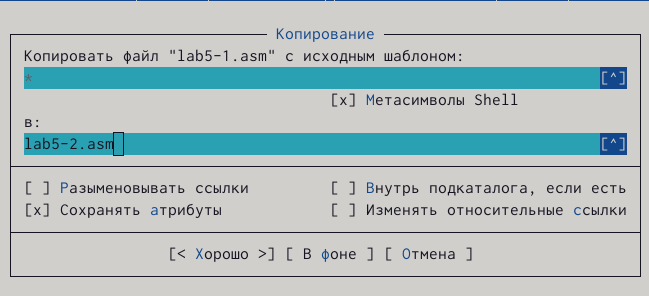 Копирование
Копировать файл "lab5-1.asm" с исходным шаблоном:
* [^]
[x] Метасимволы Shell
в:
lab5-2.asm [^]
[ ] Разыменовывать ссылки [ ] Внутрь подкаталога, если есть
[x] Сохранять атрибуты [ ] Изменять относительные ссылки
[< Хорошо >] [ В фоне ] [ Отмена ]